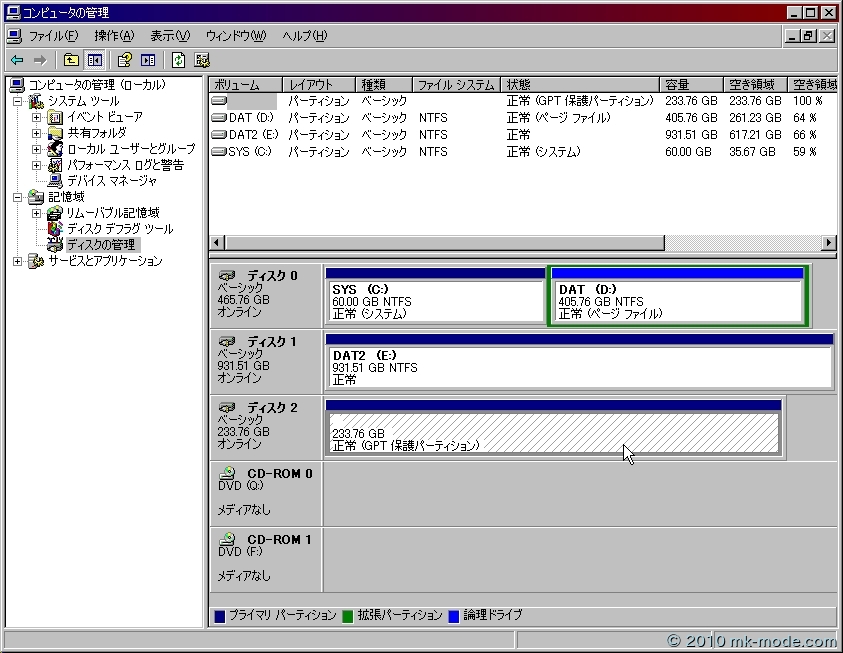 コンピュータの管理
ファイル(F) 操作(A) 表示(V) ウィンドウ(W) ヘルプ(H)
コンピュータの管理 (ローカル)
システム ツール
イベント ビューア
共有フォルダ
ローカル ユーザーとグループ
パフォーマンス ログと警告
デバイス マネージャ
記憶域
リムーバブル記憶域
ディスク デフラグ ツール
ディスクの管理
サービスとアプリケーション
ボリューム レイアウト 種類 ファイル システム 状態 容量 空き領域 空き領域
パーティション ベーシック 正常 (GPT 保護パーティション) 233.76 GB 233.76 GB 100 %
DAT (D:) パーティション ベーシック NTFS 正常 (ページ ファイル) 405.76 GB 261.23 GB 64 %
DAT2 (E:) パーティション ベーシック NTFS 正常 931.51 GB 617.21 GB 66 %
SYS (C:) パーティション ベーシック NTFS 正常 (システム) 60.00 GB 35.67 GB 59 %
ディスク 0
ベーシック
465.76 GB
オンライン
SYS (C:)
60.00 GB NTFS
正常 (システム)
DAT (D:)
405.76 GB NTFS
正常 (ページ ファイル)
ディスク 1
ベーシック
931.51 GB
オンライン
DAT2 (E:)
931.51 GB NTFS
正常
ディスク 2
ベーシック
233.76 GB
オンライン
233.76 GB
正常 (GPT 保護パーティション)
CD-ROM 0
DVD (Q:)
メディアなし
CD-ROM 1
DVD (F:)
メディアなし
プライマリ パーティション 拡張パーティション 論理ドライブ
© 2010 mk-mode.com